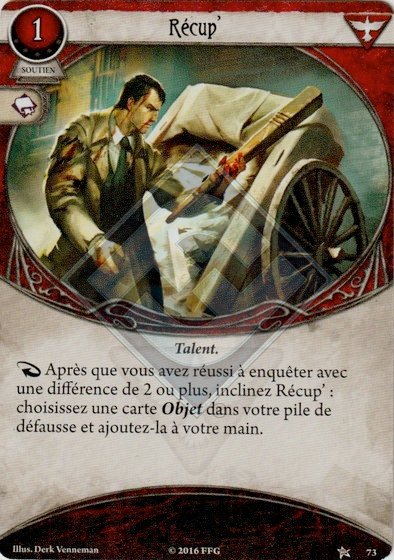 1
Récup'
SOUTIEN
Talent.
Après que vous avez réussi à enquêter avec
une différence de 2 ou plus, inclinez Récup' :
choisissez une carte Objet dans votre pile de
défausse et ajoutez-la à votre main.
Illus. Derk Venneman
© 2016 FFG
73